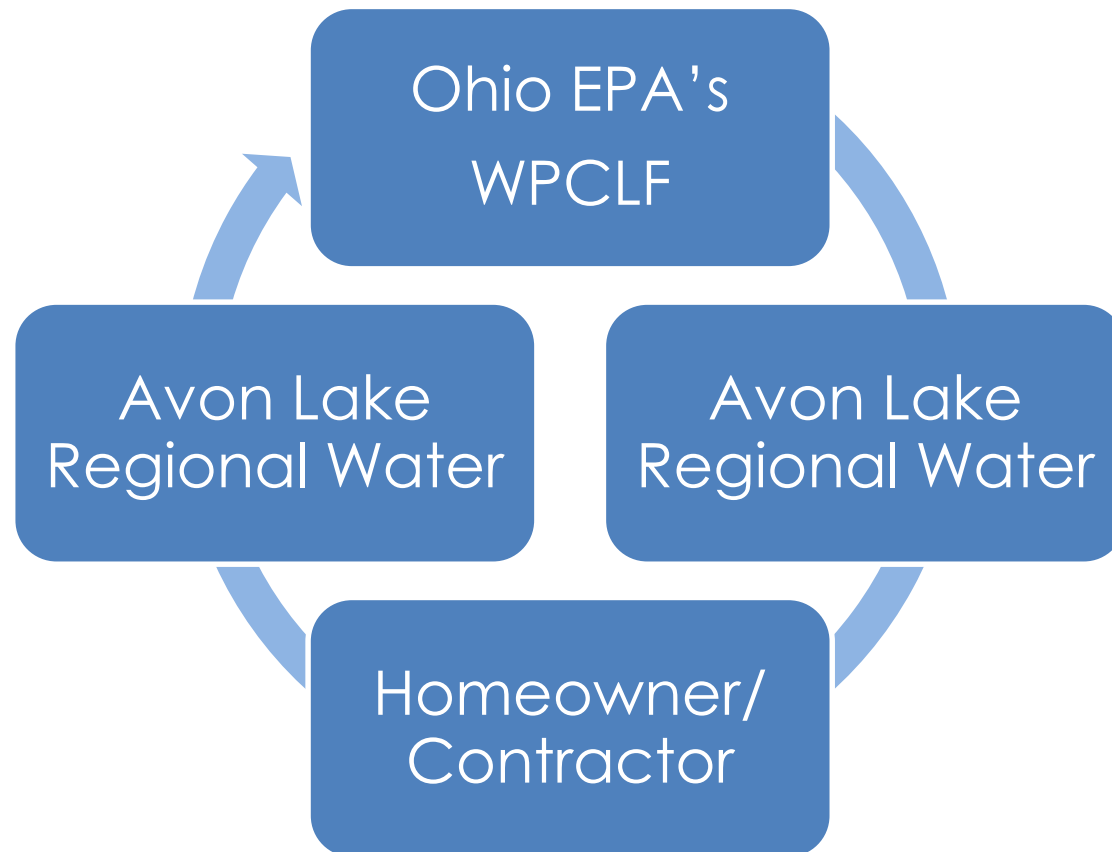 Ohio EPA’s
WPCLF
Avon Lake
Regional Water
Avon Lake
Regional Water
Homeowner/
Contractor